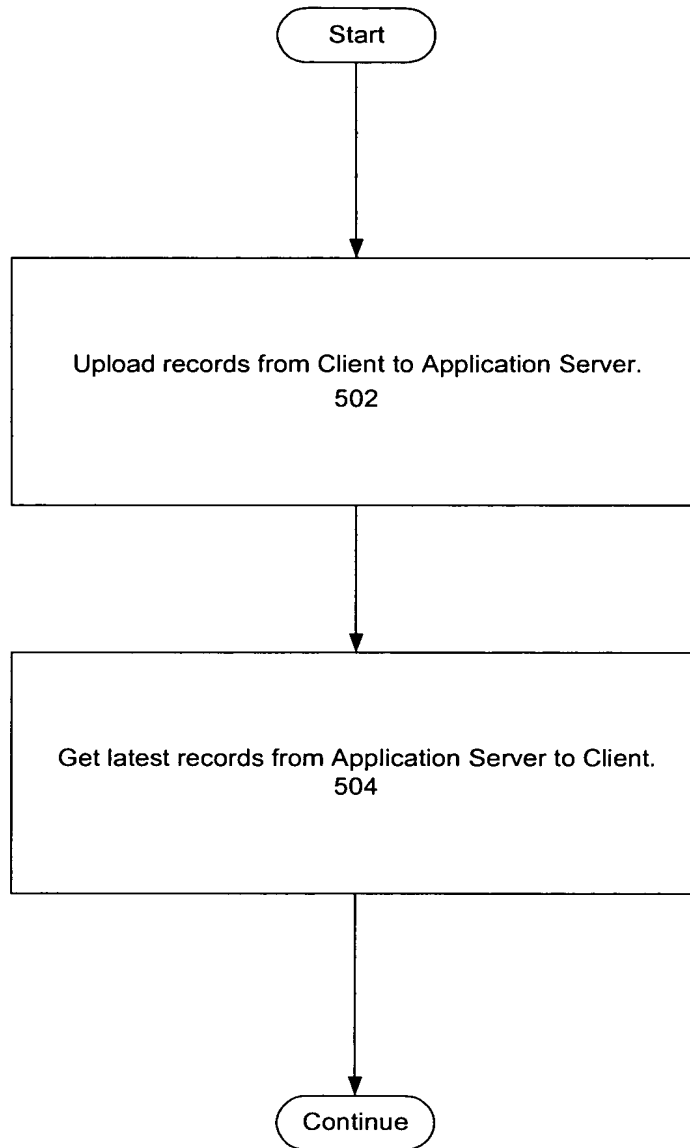 Start
Upload records from Client to Application Server.
502
Get latest records from Application Server to Client.
504
Continue